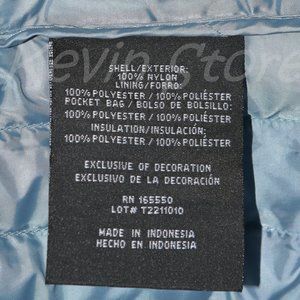 evin Store
SHELL/EXTERIOR:
100% NYLON
LINING/FORRO:
100% POLYESTER / 100% POLIÉSTER
POCKET BAG / BOLSO DE BOLSILLO:
100% POLYESTER / 100% POLIÉSTER
INSULATION/INSULACIÓN:
100% POLYESTER / 100% POLIÉSTER
EXCLUSIVE OF DECORATION
EXCLUSIVO DE LA DECORACIÓN
RN 165550
LOT# T2211010
MADE IN INDONESIA
HECHO EN INDONESIA